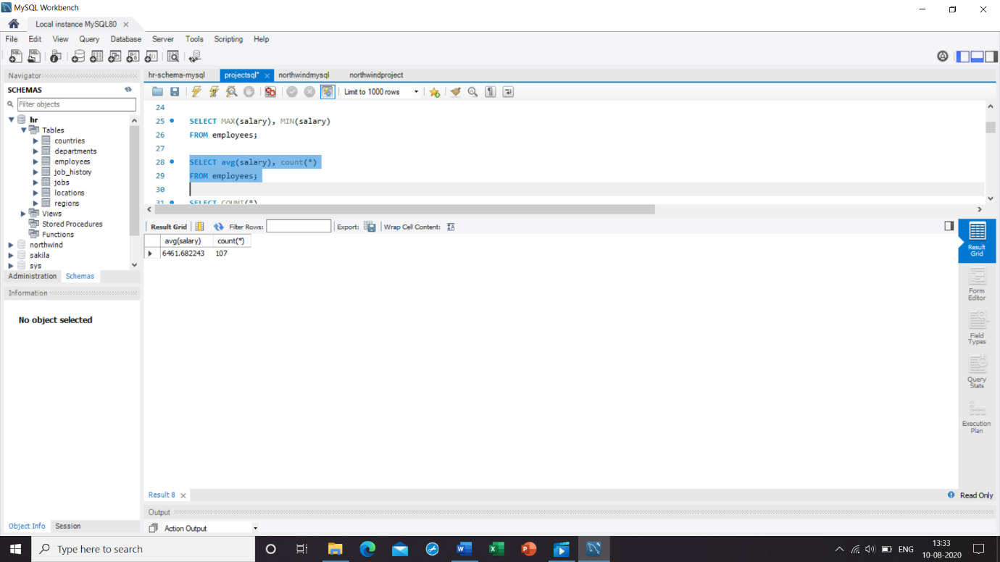 MySQL Workbench
Local instance MySQL80
File Edit View Query Database Server Tools Scripting Help
Navigator
SCHEMAS
Filter objects
hr
Tables
countries
departments
employees
job_history
jobs
locations
regions
Views
Stored Procedures
Functions
northwind
sakila
sys
Administration Schemas
Information
No object selected
Object Info Session
hr-schema-mysql projectsql* northwindmysql northwindproject
Limit to 1000 rows
24
25 SELECT MAX(salary), MIN(salary)
26 FROM employees;
27
28 SELECT avg(salary), count(*)
29 FROM employees;
30
31 SELECT COUNT(*)
Result Grid Filter Rows: Export: Wrap Cell Content:
avg(salary) count(*)
6461.682243 107
Result Grid
Form Editor
Field Types
Query Stats
Execution Plan
Result 8
Read Only
Output
Action Output
Type here to search
ENG
13:33
10-08-2020